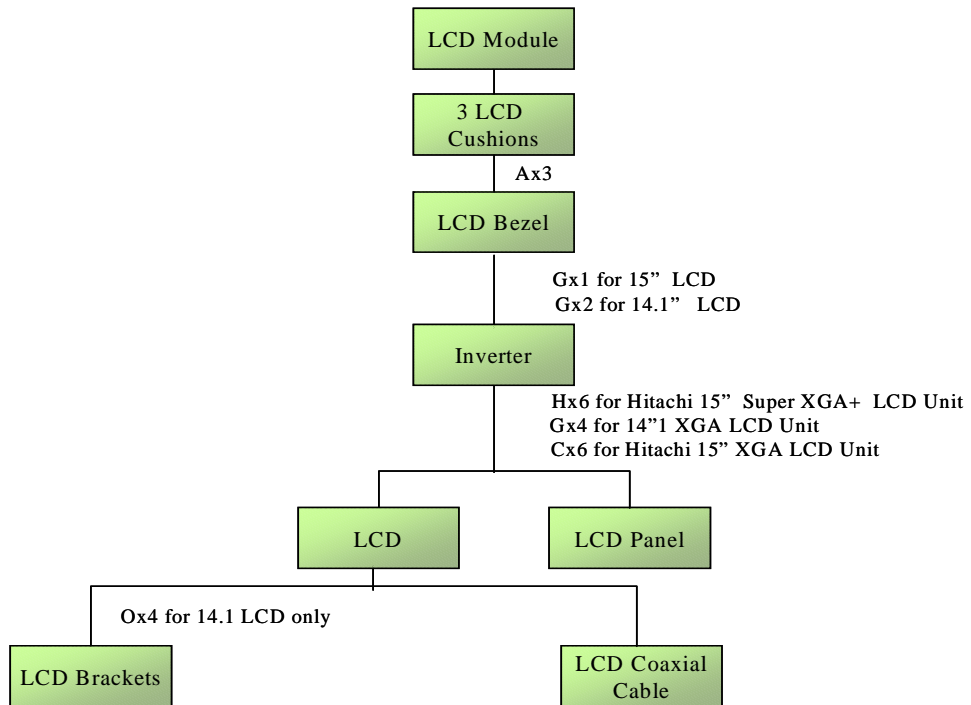 LCD Module
3 LCD
Cushions
Ax3
LCD Bezel
Gx1 for 15” LCD
Gx2 for 14.1” LCD
Inverter
Hx6 for Hitachi 15” Super XGA+ LCD Unit
Gx4 for 14”1 XGA LCD Unit
Cx6 for Hitachi 15” XGA LCD Unit
LCD
LCD Panel
Ox4 for 14.1 LCD only
LCD Brackets
LCD Coaxial
Cable